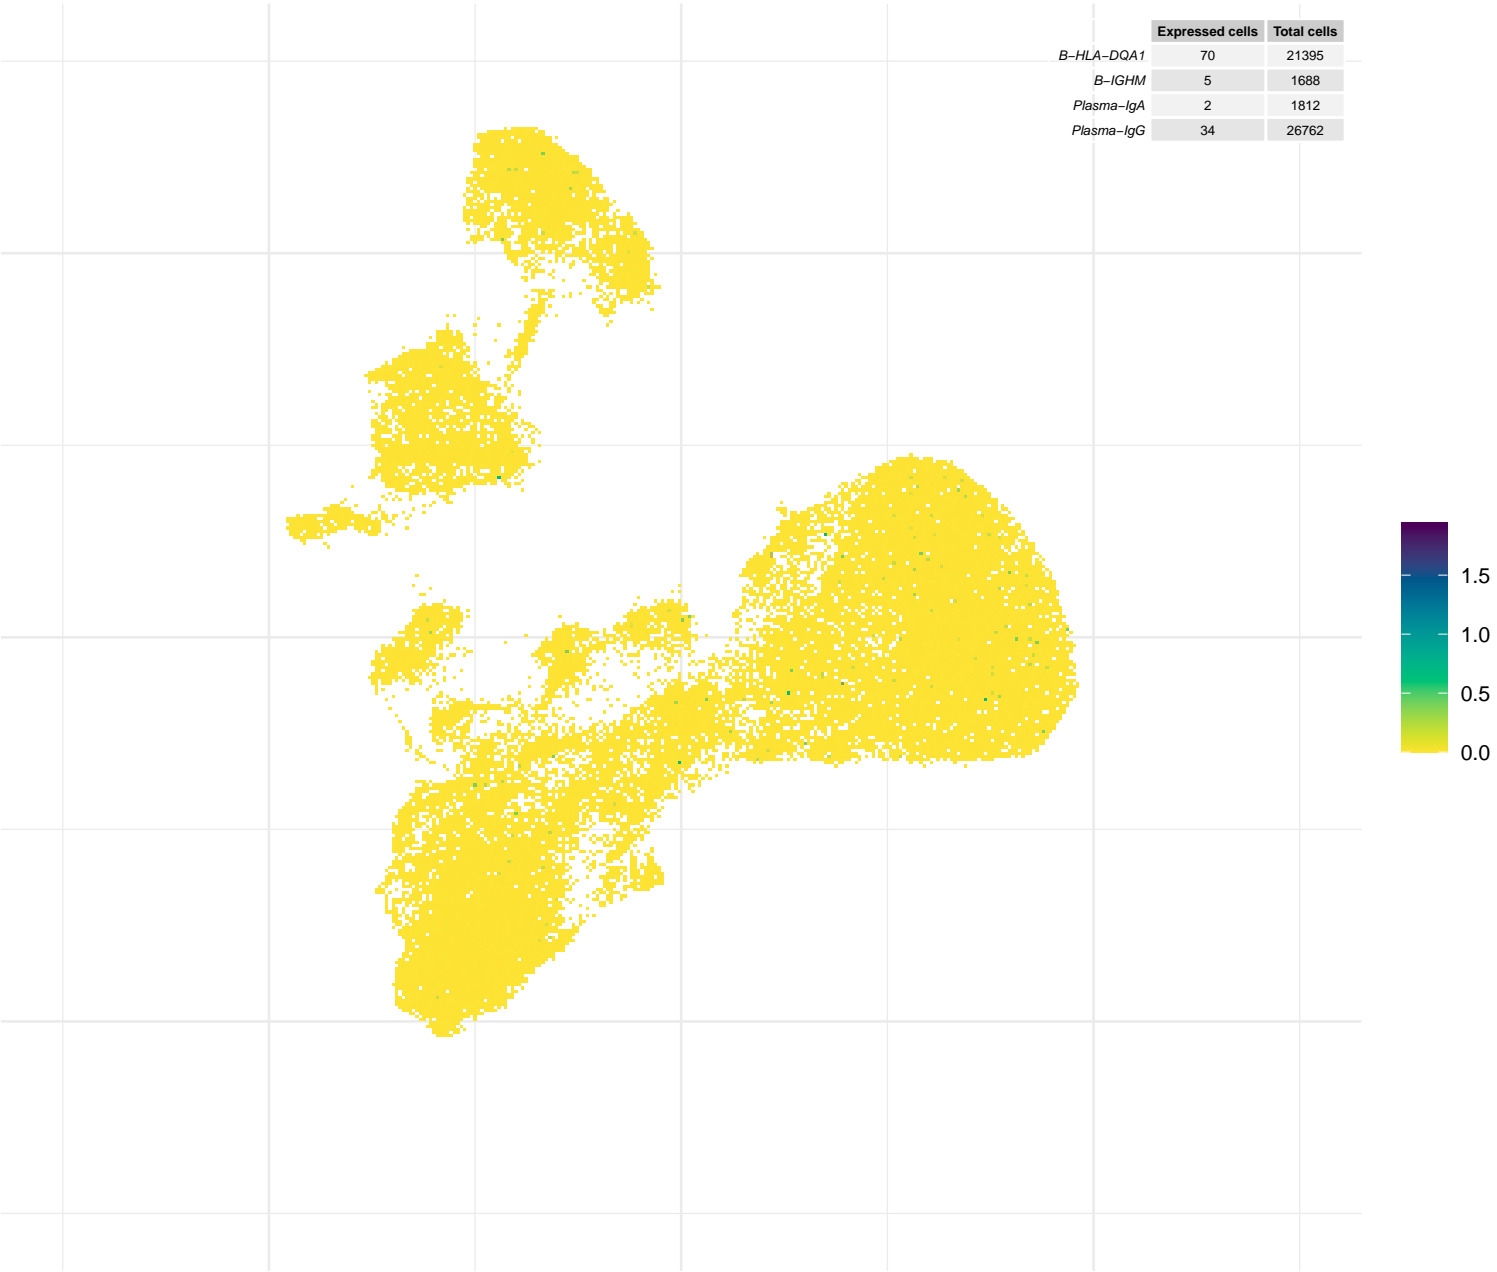 Expressed cells Total cells
B−HLA−DQA1 70 21395
B−IGHM 5 1688
Plasma−IgA 2 1812
Plasma−IgG 34 26762
1.5
1.0
0.5
0.0